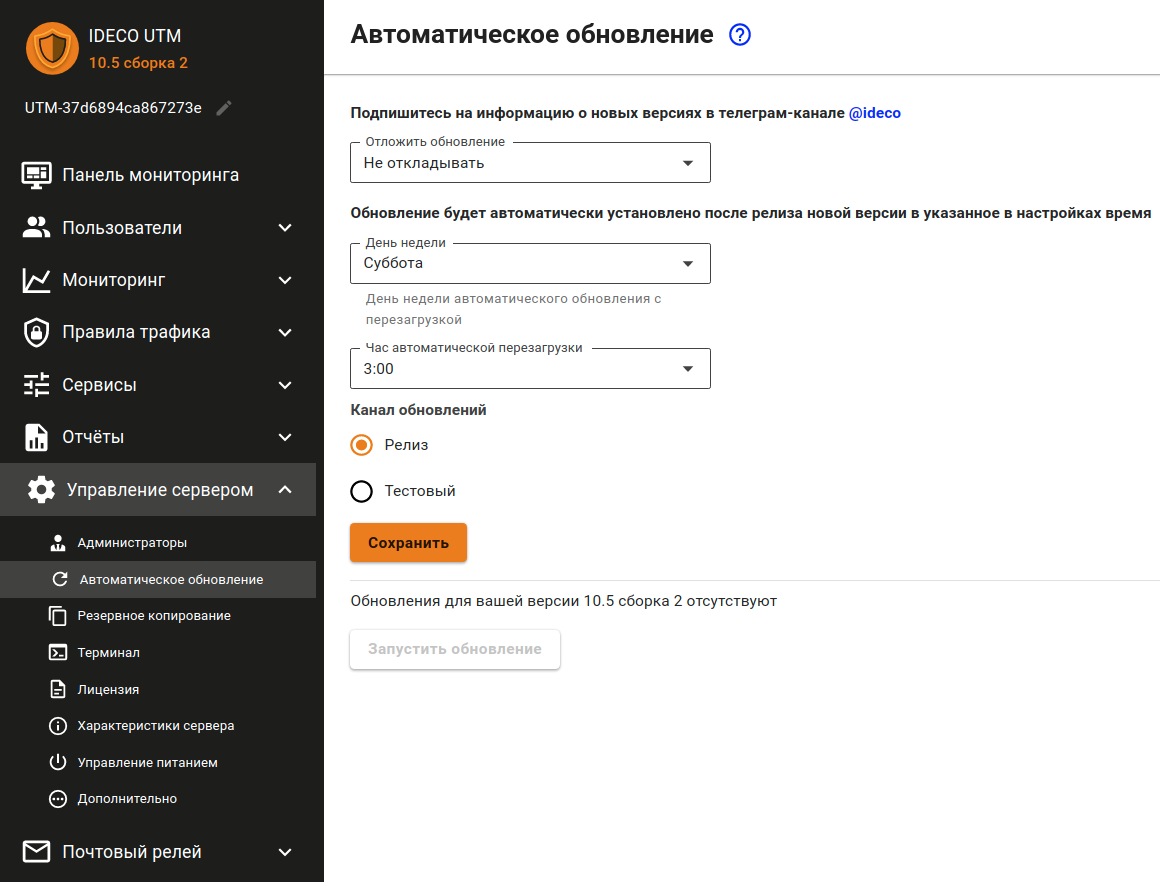 IDECO UTM
10.5 сборка 2
UTM-37d6894ca867273e
Панель мониторинга
Пользователи
Мониторинг
Правила трафика
Сервисы
Отчёты
Управление сервером
Администраторы
Автоматическое обновление
Резервное копирование
Терминал
Лицензия
Характеристики сервера
Управление питанием
Дополнительно
Почтовый релей
Автоматическое обновление
Подпишитесь на информацию о новых версиях в телеграм-канале @ideco
Отложить обновление
Не откладывать
Обновление будет автоматически установлено после релиза новой версии в указанное в настройках время
День недели
Суббота
День недели автоматического обновления с
перезагрузкой
Час автоматической перезагрузки
3:00
Канал обновлений
Релиз
Тестовый
Сохранить
Обновления для вашей версии 10.5 сборка 2 отсутствуют
Запустить обновление